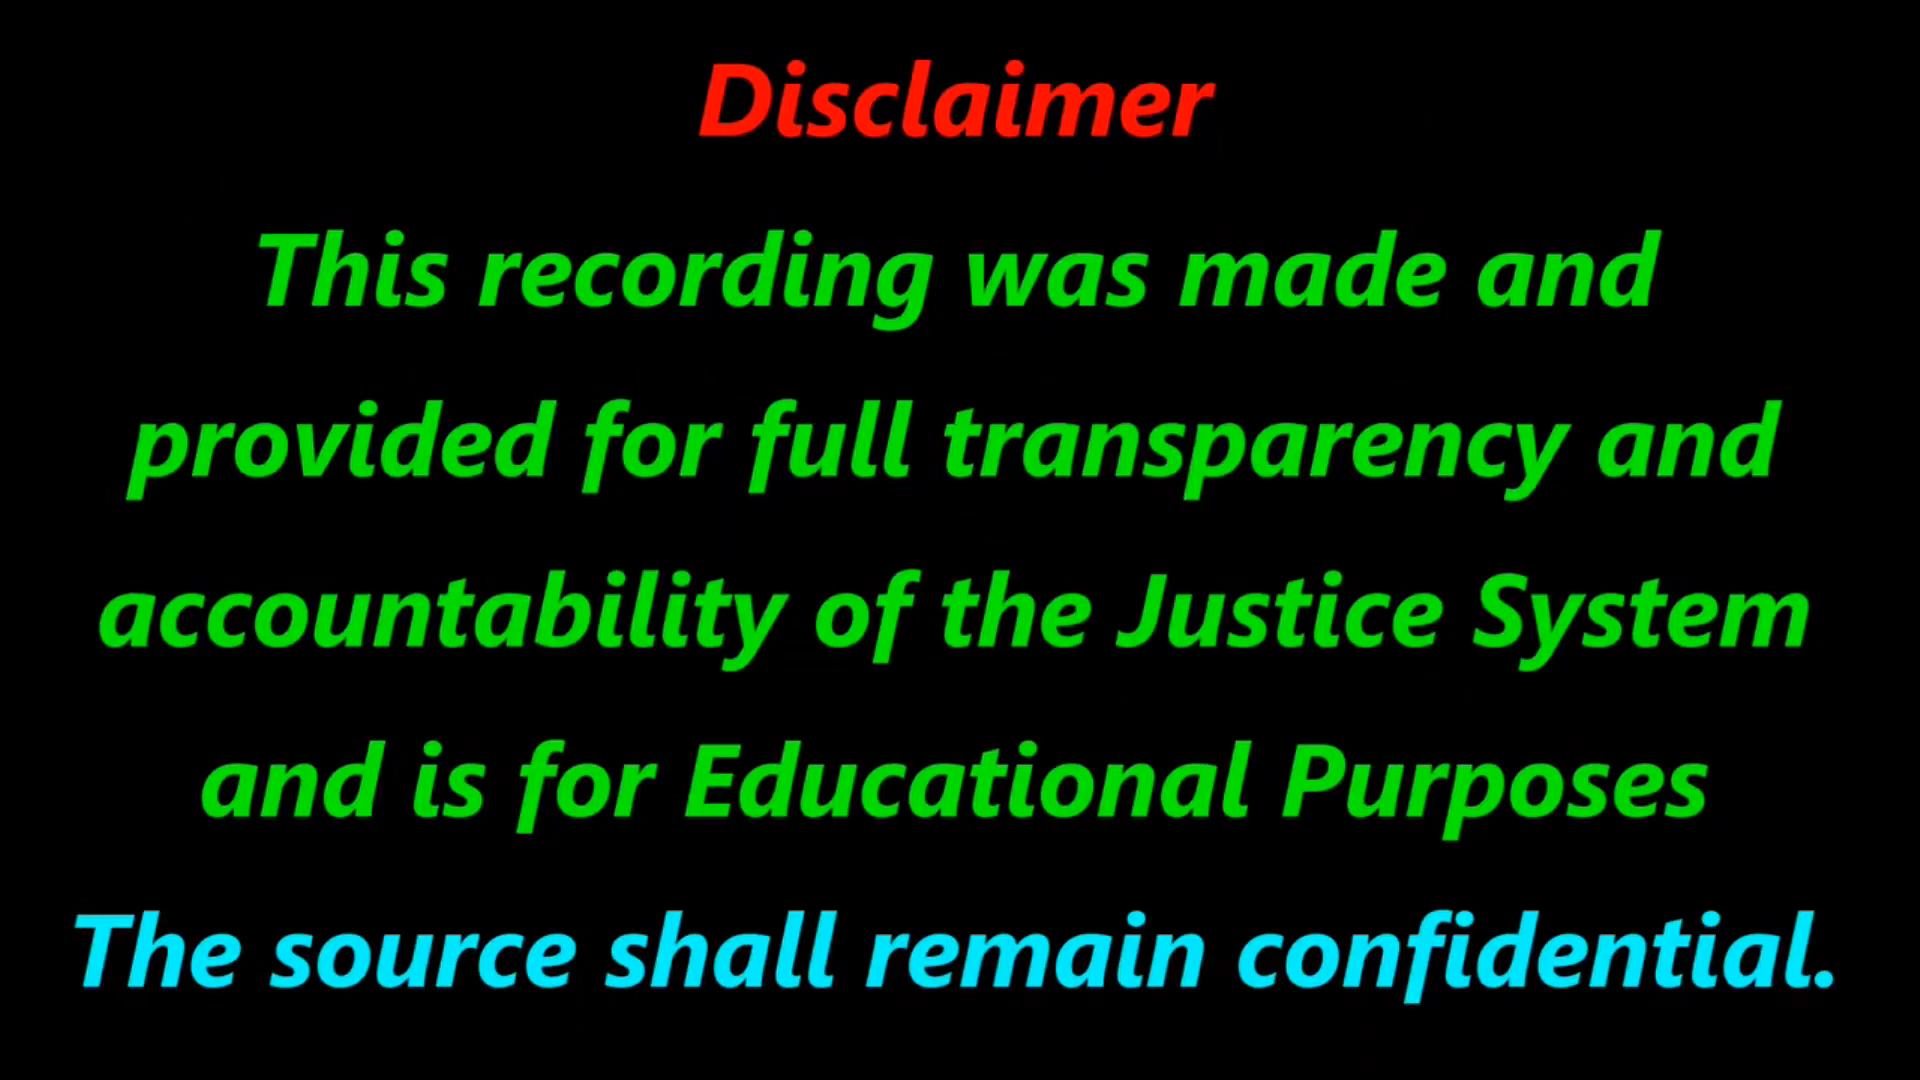 Disclaimer
This recording was made and
provided for full transparency and
accountability of the Justice System
and is for Educational Purposes
The source shall remain confidential.